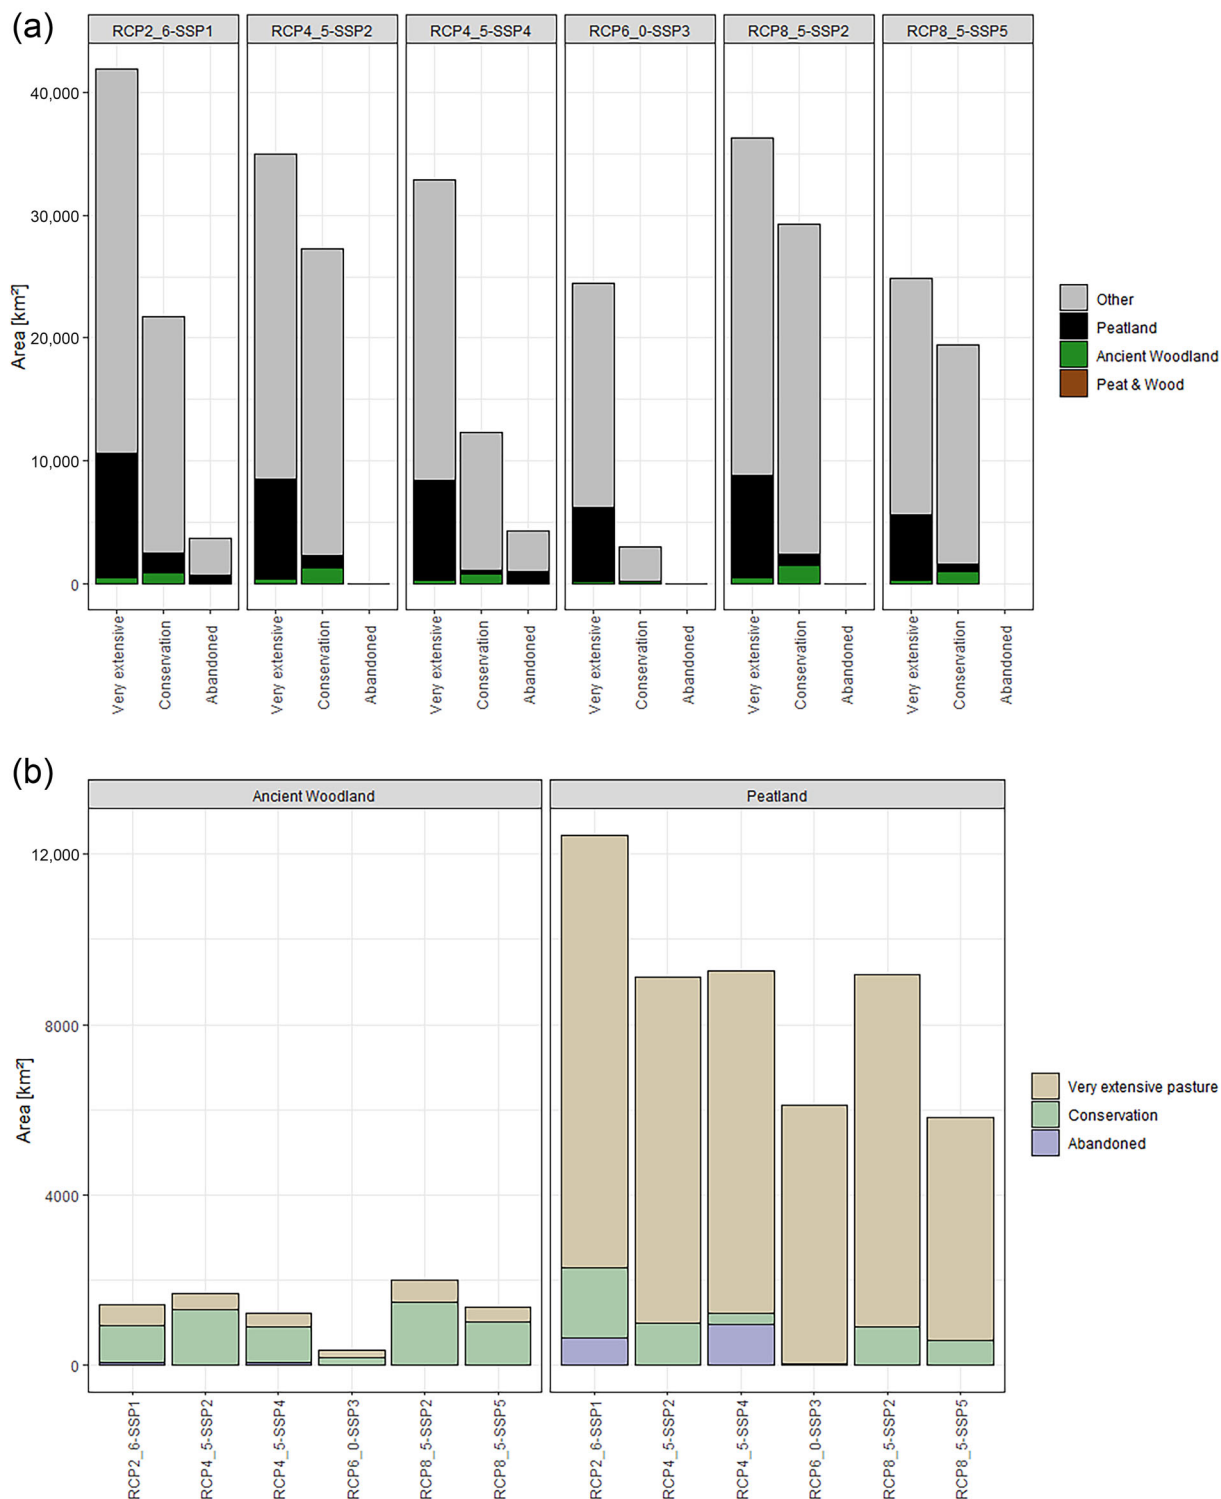 (a)
RCP2_6-SSP1 RCP4_5-SSP2 RCP4_5-SSP4 RCP6_0-SSP3 RCP8_5-SSP2 RCP8_5-SSP5
Area [km²]
40,000
30,000
20,000
10,000
0
Very extensive Conservation Abandoned Very extensive Conservation Abandoned Very extensive Conservation Abandoned Very extensive Conservation Abandoned Very extensive Conservation Abandoned Very extensive Conservation Abandoned
Other
Peatland
Ancient Woodland
Peat & Wood
(b)
Ancient Woodland Peatland
Area [km²]
12,000
8000
4000
0
RCP2_6-SSP1 RCP4_5-SSP2 RCP4_5-SSP4 RCP6_0-SSP3 RCP8_5-SSP2 RCP8_5-SSP5 RCP2_6-SSP1 RCP4_5-SSP2 RCP4_5-SSP4 RCP6_0-SSP3 RCP8_5-SSP2 RCP8_5-SSP5
Very extensive pasture
Conservation
Abandoned